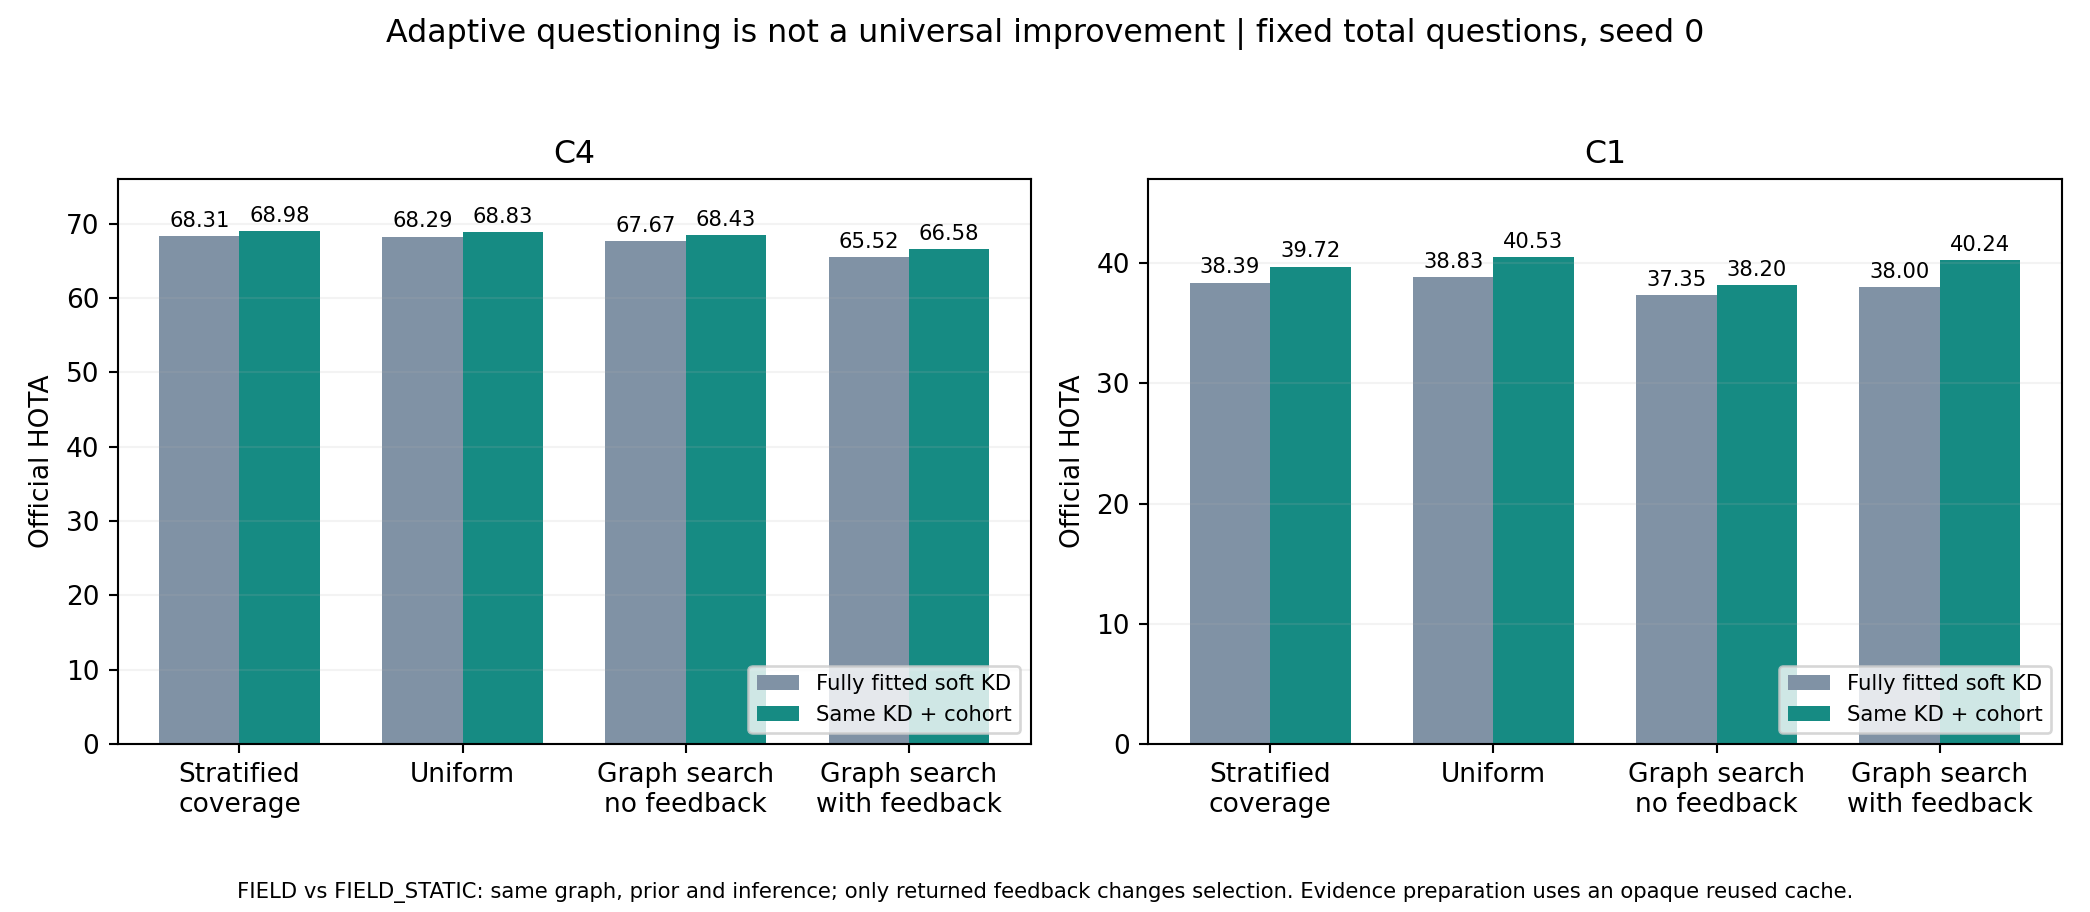 Adaptive questioning is not a universal improvement | fixed total questions, seed 0
C4
Official HOTA
70
60
50
40
30
20
10
0
68.31
68.98
68.29
68.83
67.67
68.43
65.52
66.58
Fully fitted soft KD
Same KD + cohort
Stratified
coverage
Uniform
Graph search
no feedback
Graph search
with feedback
C1
Official HOTA
40
30
20
10
0
38.39
39.72
38.83
40.53
37.35
38.20
38.00
40.24
Fully fitted soft KD
Same KD + cohort
Stratified
coverage
Uniform
Graph search
no feedback
Graph search
with feedback
FIELD vs FIELD_STATIC: same graph, prior and inference; only returned feedback changes selection. Evidence preparation uses an opaque reused cache.